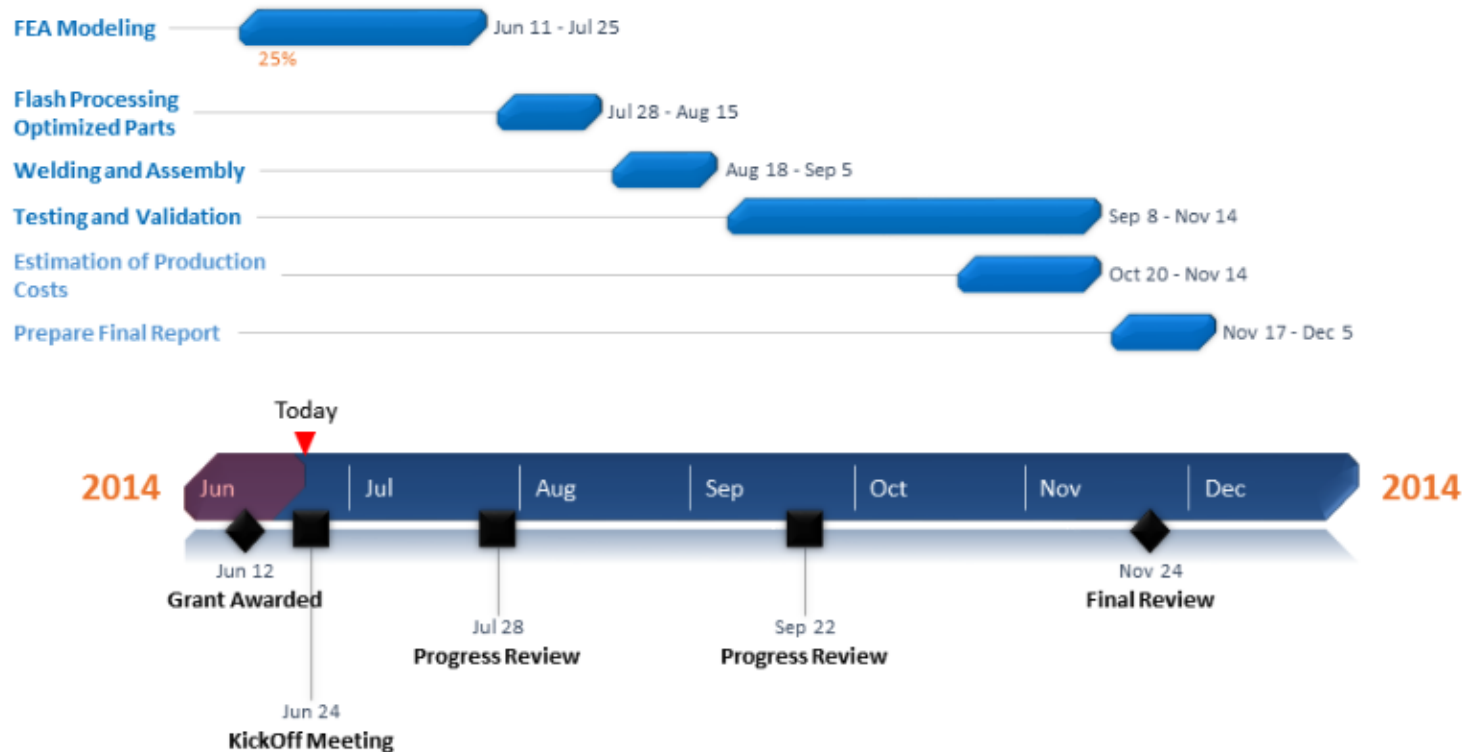 FEA Modeling
Jun 11 - Jul 25
25%
Flash Processing
Optimized Parts
Jul 28 - Aug 15
Welding and Assembly
Aug 18 - Sep 5
Testing and Validation
Sep 8 - Nov 14
Estimation of Production
Costs
Oct 20 - Nov 14
Prepare Final Report
Nov 17 - Dec 5
Today
2014
Jun
Jul
Aug
Sep
Oct
Nov
Dec
2014
Jun 12
Grant Awarded
Nov 24
Final Review
Jul 28
Progress Review
Sep 22
Progress Review
Jun 24
KickOff Meeting